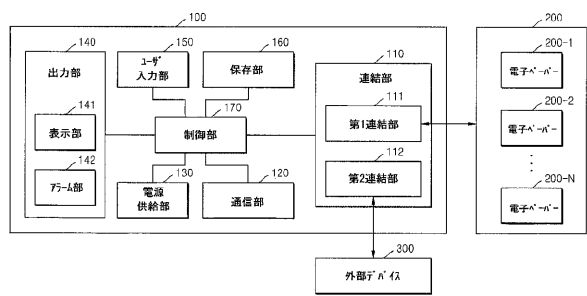 100
200
140
出力部
141
表示部
142
アラーム部
150
ユーザ
入力部
160
保存部
170
制御部
130
電源
供給部
120
通信部
110
連結部
111
第1連結部
112
第2連結部
200-1
電子ペーパー
200-2
電子ペーパー
⋮
200-N
電子ペーパー
300
外部デバイス